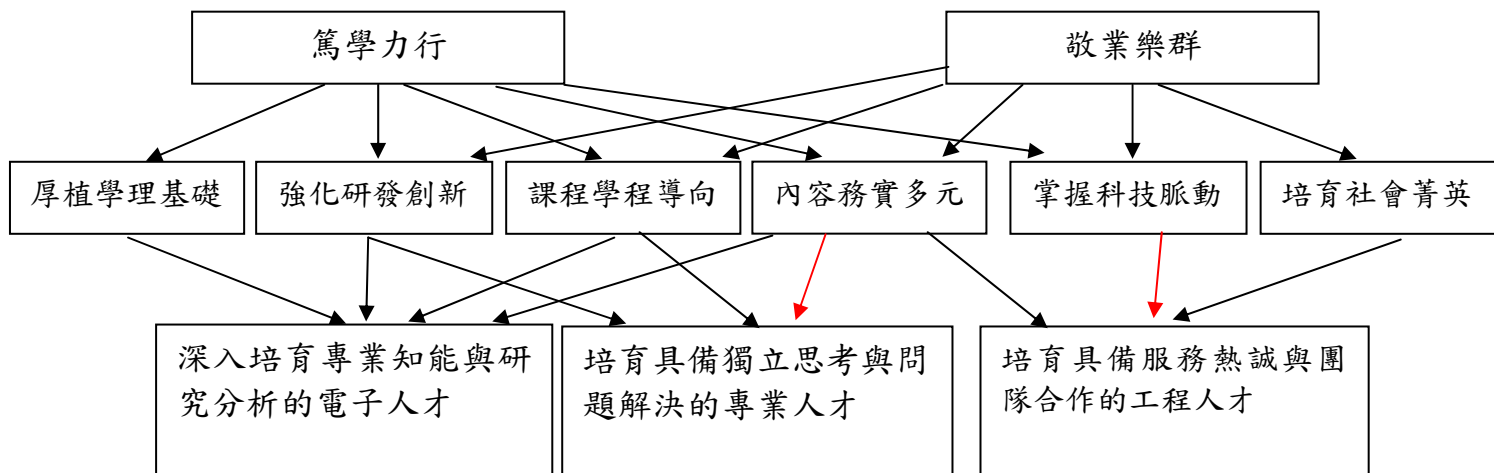 篤學力行
敬業樂群
厚植學理基礎
強化研發創新
課程學程導向
內容務實多元
掌握科技脈動
培育社會菁英
深入培育專業知能與研
究分析的電子人才
培育具備獨立思考與問
題解決的專業人才
培育具備服務熱誠與團
隊合作的工程人才